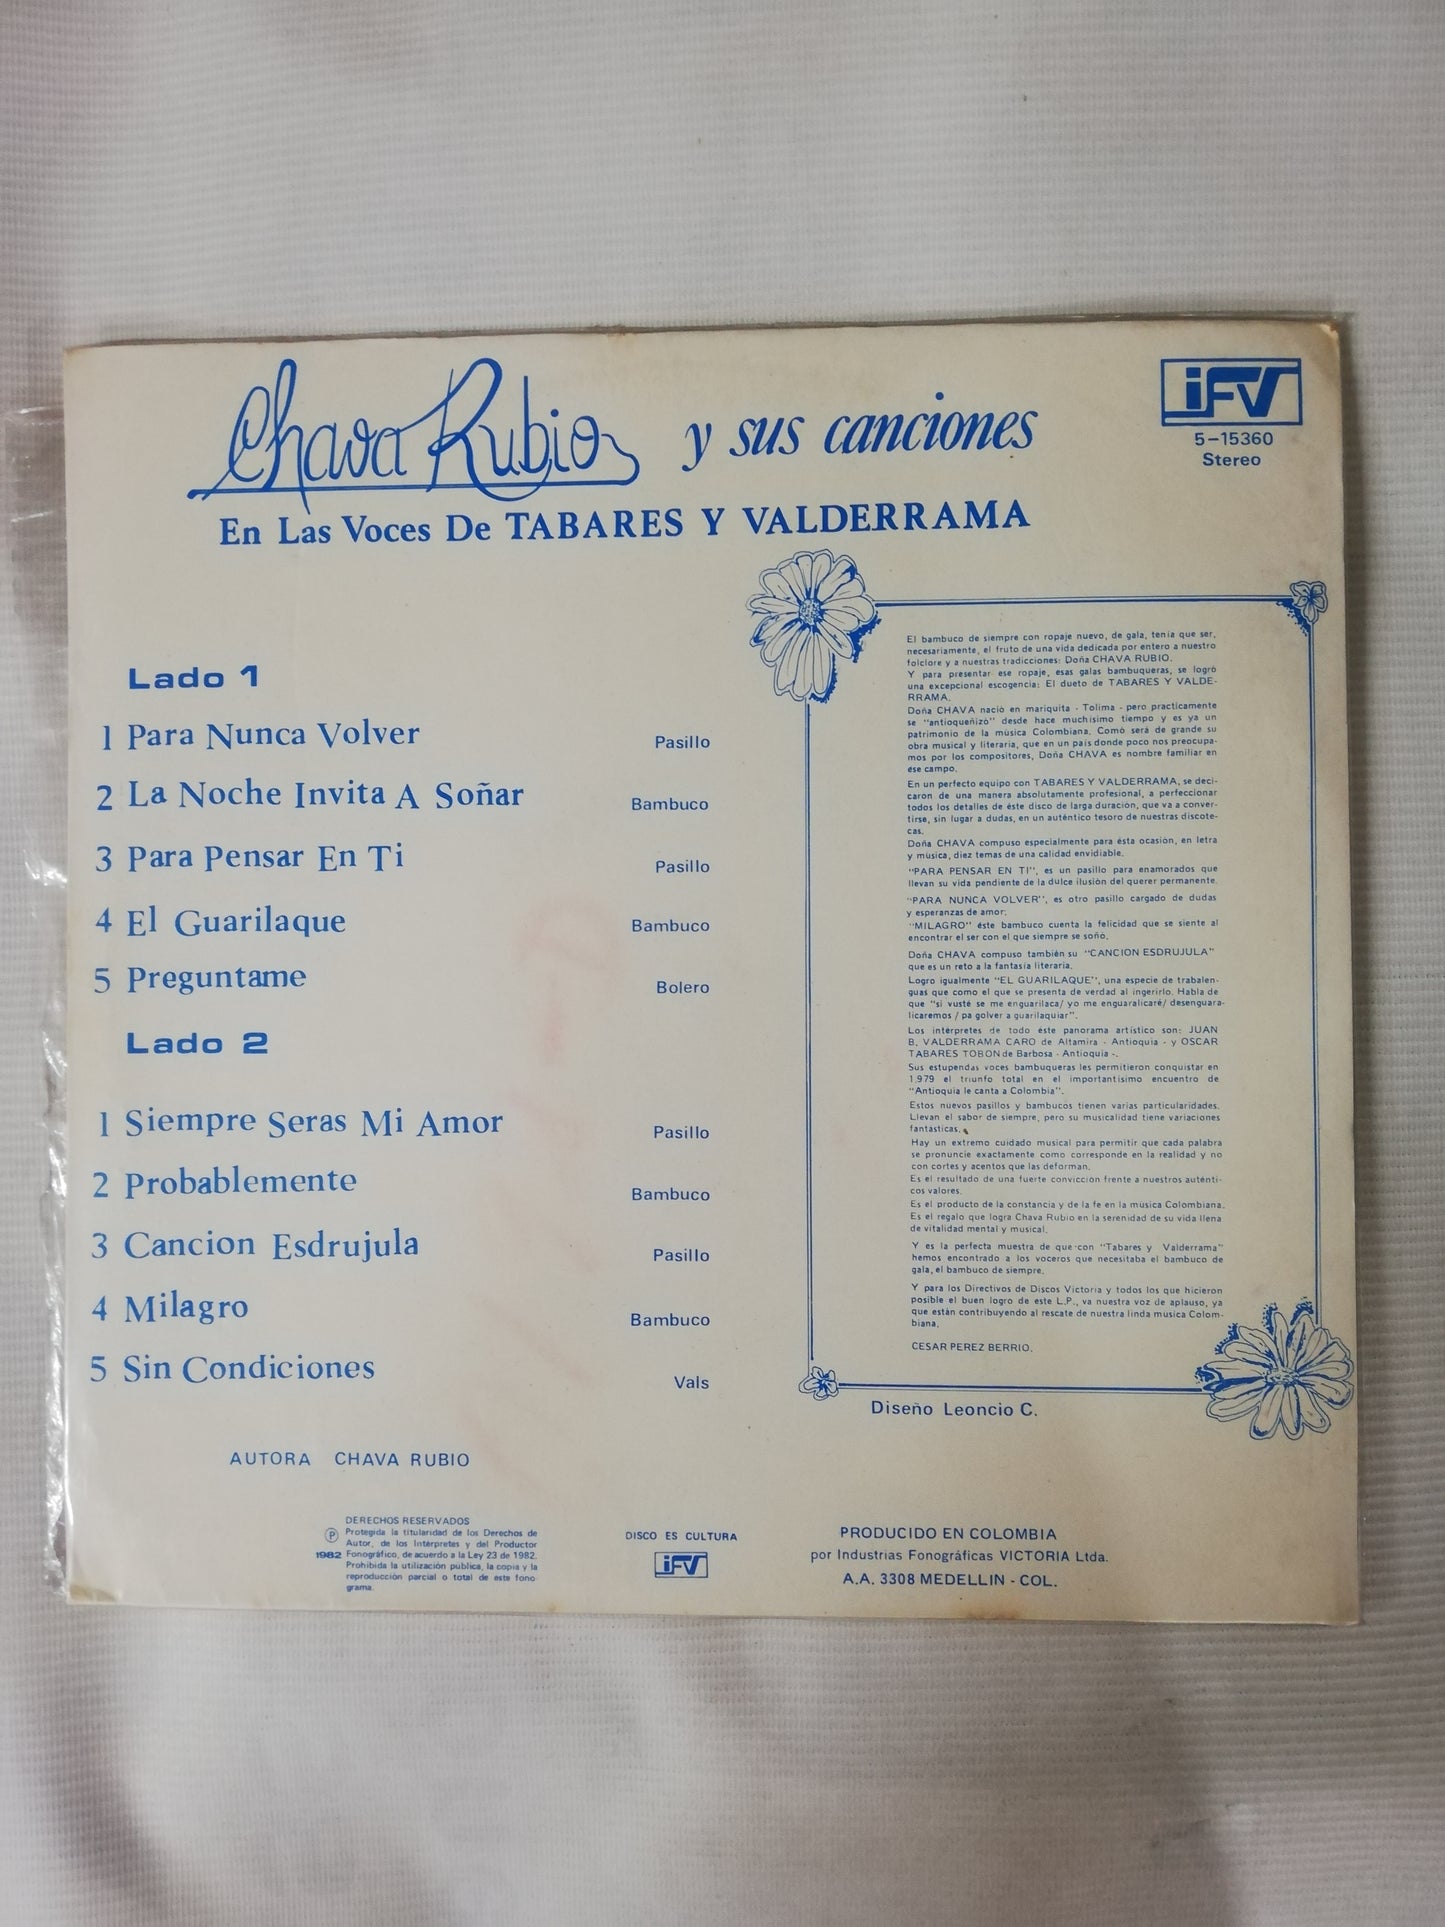 Chava Rubio y sus canciones
En Las Voces De TABARES Y VALDERRAMA
iFV
5-15360
Stereo
Lado 1
1 Para Nunca Volver Pasillo
2 La Noche Invita A Soñar Bambuco
3 Para Pensar En Ti Pasillo
4 El Guarilaque Bambuco
5 Preguntame Bolero
Lado 2
1 Siempre Seras Mi Amor Pasillo
2 Probablemente Bambuco
3 Cancion Esdrujula Pasillo
4 Milagro Bambuco
5 Sin Condiciones Vals
AUTORA CHAVA RUBIO
El bambuco de siempre con ropaje nuevo, de gala, tenía que ser,
necesariamente, el fruto de una vida dedicada por entero a nuestro
folclore y a nuestras tradicciones: Doña CHAVA RUBIO.
Y para presentar ese ropaje, esas galas bambuqueras, se logró
una excepcional escogencia: El dueto de TABARES Y VALDE-
RRAMA.
Doña CHAVA nació en mariquita - Tolima - pero practicamente
se "antioqueñizó" desde hace muchísimo tiempo y es ya un
patrimonio de la música Colombiana. Comó será de grande su
obra musical y literaria, que en un país donde poco nos preocupa-
mos por los compositores, Doña CHAVA es nombre familiar en
ése campo.
En un perfecto equipo con TABARES Y VALDERRAMA, se deci-
caron de una manera absolutamente profesional, a perfeccionar
todos los detalles de éste disco de larga duración, que va a conver-
tirse, sin lugar a dudas, en un auténtico tesoro de nuestras discote-
cas.
Doña CHAVA compuso especialmente para ésta ocasión, en letra
y música, diez temas de una calidad envidiable.
"PARA PENSAR EN TI", es un pasillo para enamorados que
llevan su vida pendiente de la dulce ilusión del querer permanente.
"PARA NUNCA VOLVER", es otro pasillo cargado de dudas
y esperanzas de amor.
"MILAGRO" éste bambuco cuenta la felicidad que se siente al
encontrar el ser con el que siempre se soñó.
Doña CHAVA compuso también su "CANCION ESDRUJULA"
que es un reto a la fantasía literaria.
Logró igualmente "EL GUARILAQUE", una especie de trabalen-
guas que como el que se presenta de verdad al ingerirlo. Habla de
que "si vusté se me enguarilaca/ yo me enguaralicaré/ desenguara-
licaremos / pa golver a guarilaquiar".
Los intérpretes de todo éste panorama artístico son: JUAN
B. VALDERRAMA CARO de Altamira - Antioquia - y OSCAR
TABARES TOBON de Barbosa - Antioquia -.
Sus estupendas voces bambuqueras les permitieron conquistar en
1.979 el triunfo total en el importantísimo encuentro de
"Antioquia le canta a Colombia".
Estos nuevos pasillos y bambucos tienen varias particularidades.
Llevan el sabor de siempre, pero su musicalidad tiene variaciones
fantasticas.
Hay un extremo cuidado musical para permitir que cada palabra
se pronuncie exactamente como corresponde en la realidad y no
con cortes y acentos que las deforman.
Es el resultado de una fuerte convicción frente a nuestros auténti-
cos valores.
Es el producto de la constancia y de la fe en la música Colombiana.
Es el regalo que logra Chava Rubio en la serenidad de su vida llena
de vitalidad mental y musical.
Y es la perfecta muestra de que con "Tabares y Valderrama"
hemos encontrado a los voceros que necesitaba el bambuco de
gala, el bambuco de siempre.
Y para los Directivos de Discos Victoria y todos los que hicieron
posible el buen logro de este L.P., va nuestra voz de aplauso, ya
que están contribuyendo al rescate de nuestra linda música Colom-
biana.
CESAR PEREZ BERRIO.
Diseño Leoncio C.
DERECHOS RESERVADOS
Ⓟ Protegida la titularidad de los Derechos de
Autor, de los Intérpretes y del Productor
1982 Fonográfico, de acuerdo a la Ley 23 de 1982.
Prohibida la utilización pública, la copia y la
reproducción parcial o total de este fono-
grama.
DISCO ES CULTURA
iFV
PRODUCIDO EN COLOMBIA
por Industrias Fonográficas VICTORIA Ltda.
A.A. 3308 MEDELLIN - COL.